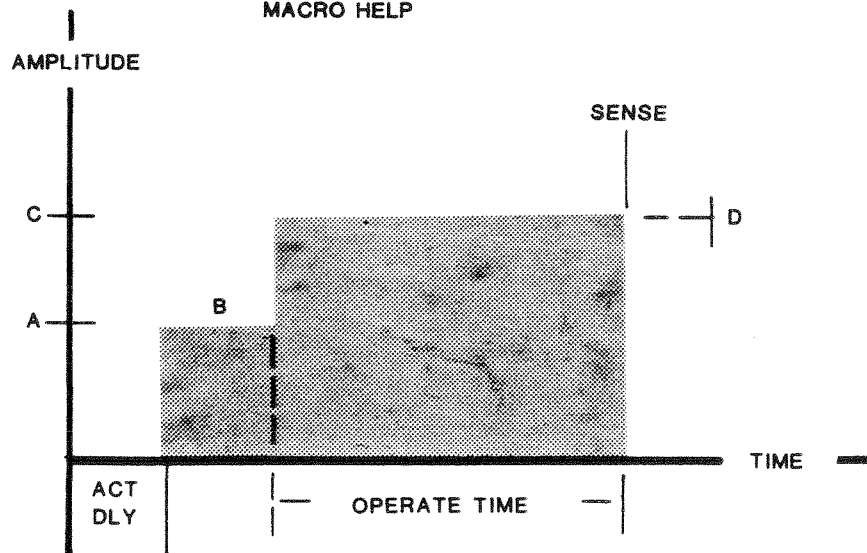 MACRO HELP
AMPLITUDE
SENSE
C
D
B
A
TIME
ACT
DLY
OPERATE TIME